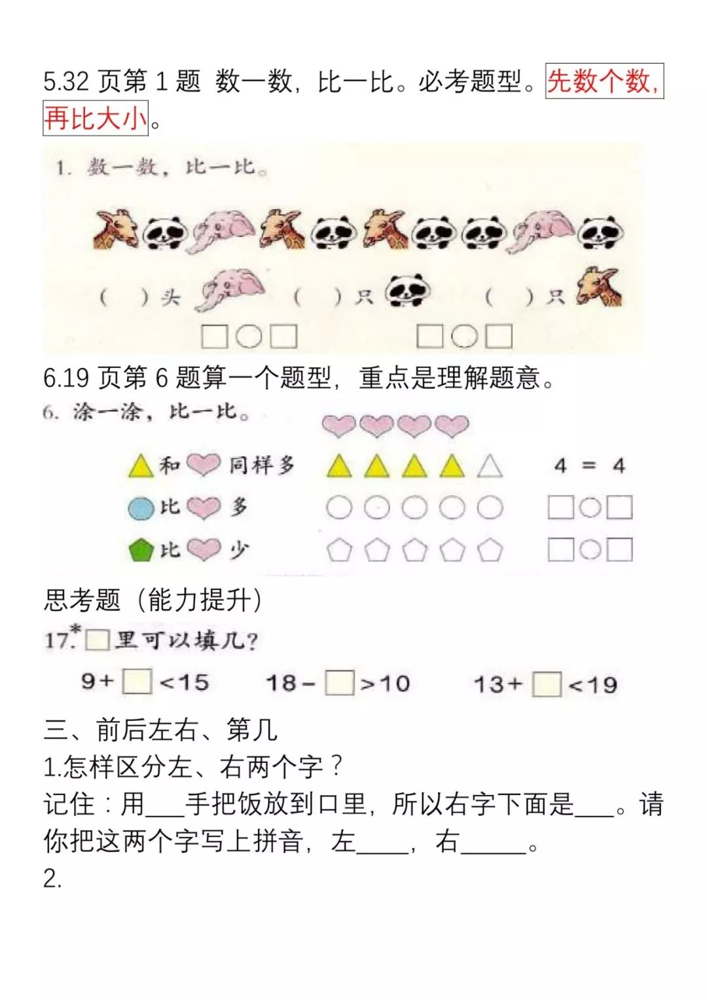 5.32 页第 1 题 数一数，比一比。必考题型。先数个数，
再比大小。
1. 数一数，比一比。
（ ）头 （ ）只 （ ）只
□○□ □○□
6.19 页第 6 题算一个题型，重点是理解题意。
6. 涂一涂，比一比。
和 同样多 4 = 4
比 多 □○□
比 少 □○□
思考题（能力提升）
17.* □里可以填几？
9+□<15 18-□>10 13+□<19
三、前后左右、第几
1.怎样区分左、右两个字？
记住：用___手把饭放到口里，所以右字下面是___。请
你把这两个字写上拼音，左____，右_____。
2.